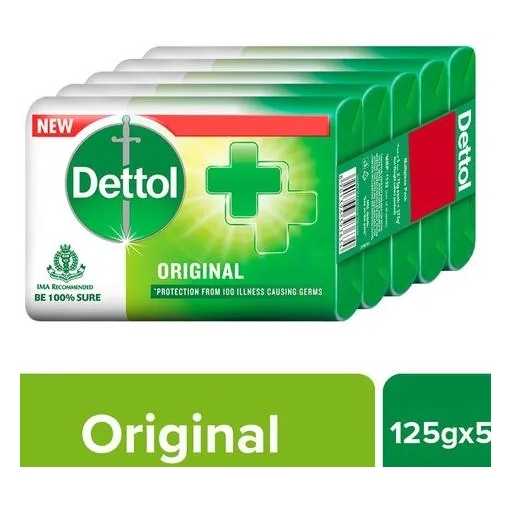 NEW
Dettol
ORIGINAL
*PROTECTION FROM 100 ILLNESS CAUSING GERMS
IMA RECOMMENDED
BE 100% SURE
Dettol
Original
125gx5